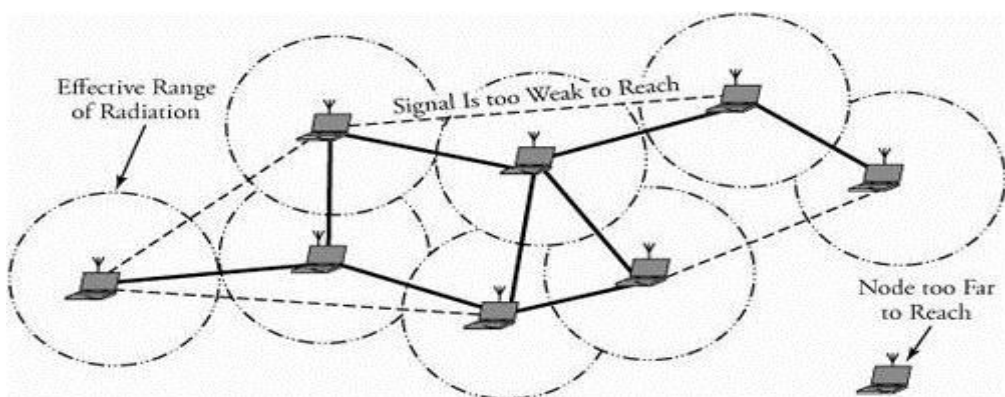 Effective Range
of Radiation
Signal Is too Weak to Reach
Node too Far
to Reach